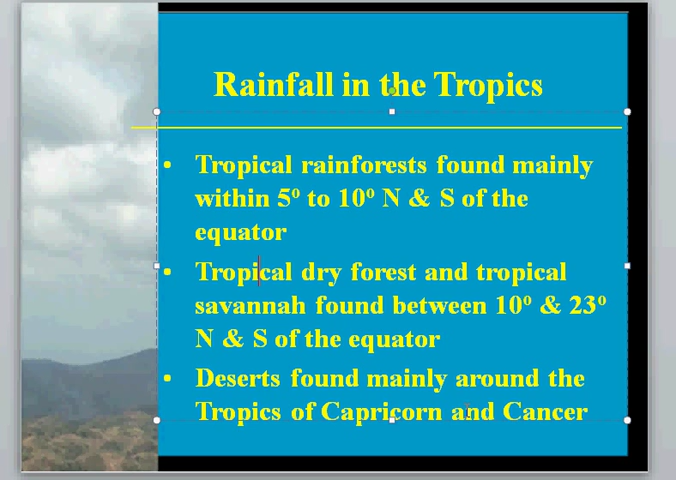 Rainfall in the Tropics
• Tropical rainforests found mainly
within 5º to 10º N & S of the
equator
• Tropical dry forest and tropical
savannah found between 10º & 23º
N & S of the equator
• Deserts found mainly around the
Tropics of Capricorn and Cancer